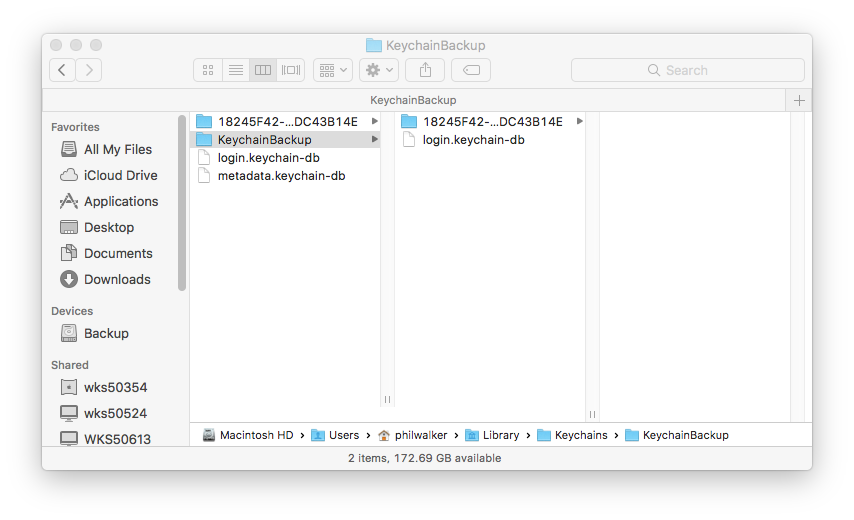 KeychainBackup
Search
KeychainBackup
Favorites
All My Files
iCloud Drive
Applications
Desktop
Documents
Downloads
Devices
Backup
Shared
wks50354
wks50524
WKS50613
18245F42-...DC43B14E
KeychainBackup
login.keychain-db
metadata.keychain-db
18245F42-...DC43B14E
login.keychain-db
Macintosh HD › Users › philwalker › Library › Keychains › KeychainBackup
2 items, 172.69 GB available